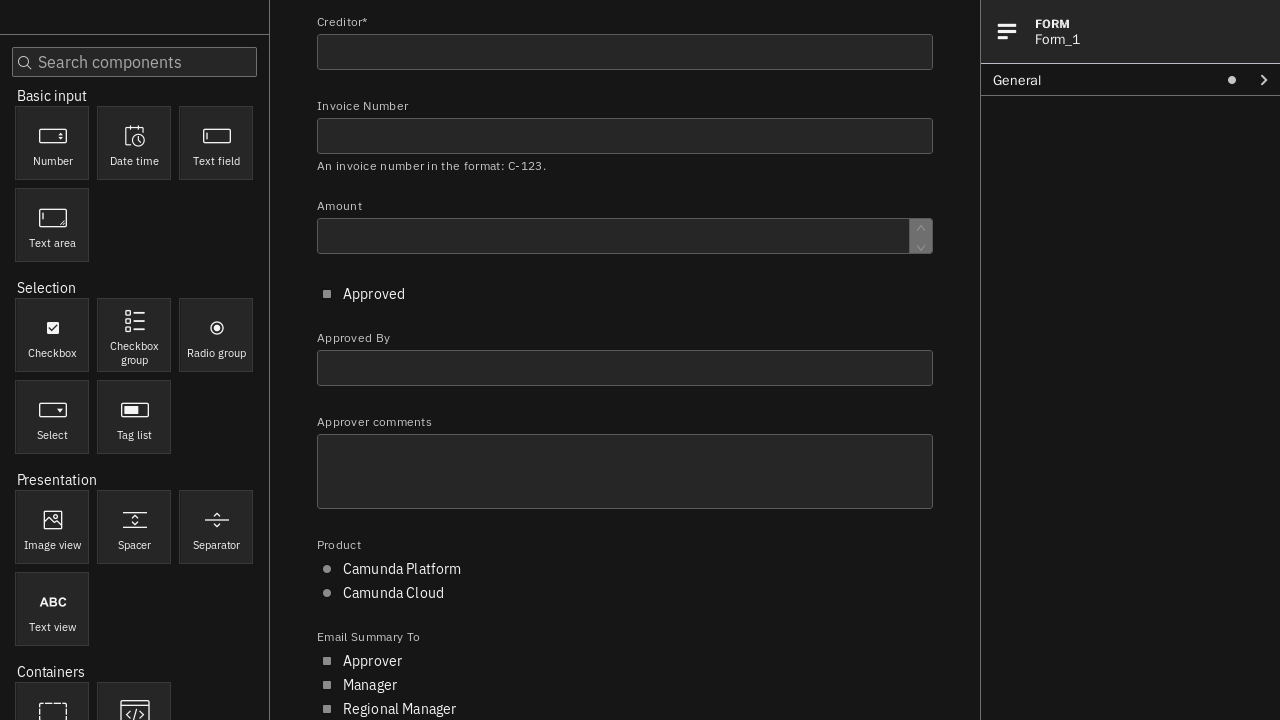 Search components
Basic input
Number
Date time
Text field
Text area
Selection
Checkbox
Checkbox
group
Radio group
Select
Tag list
Presentation
Image view
Spacer
Separator
ABC
Text view
Containers
Creditor*
Invoice Number
An invoice number in the format: C-123.
Amount
Approved
Approved By
Approver comments
Product
Camunda Platform
Camunda Cloud
Email Summary To
Approver
Manager
Regional Manager
FORM
Form_1
General